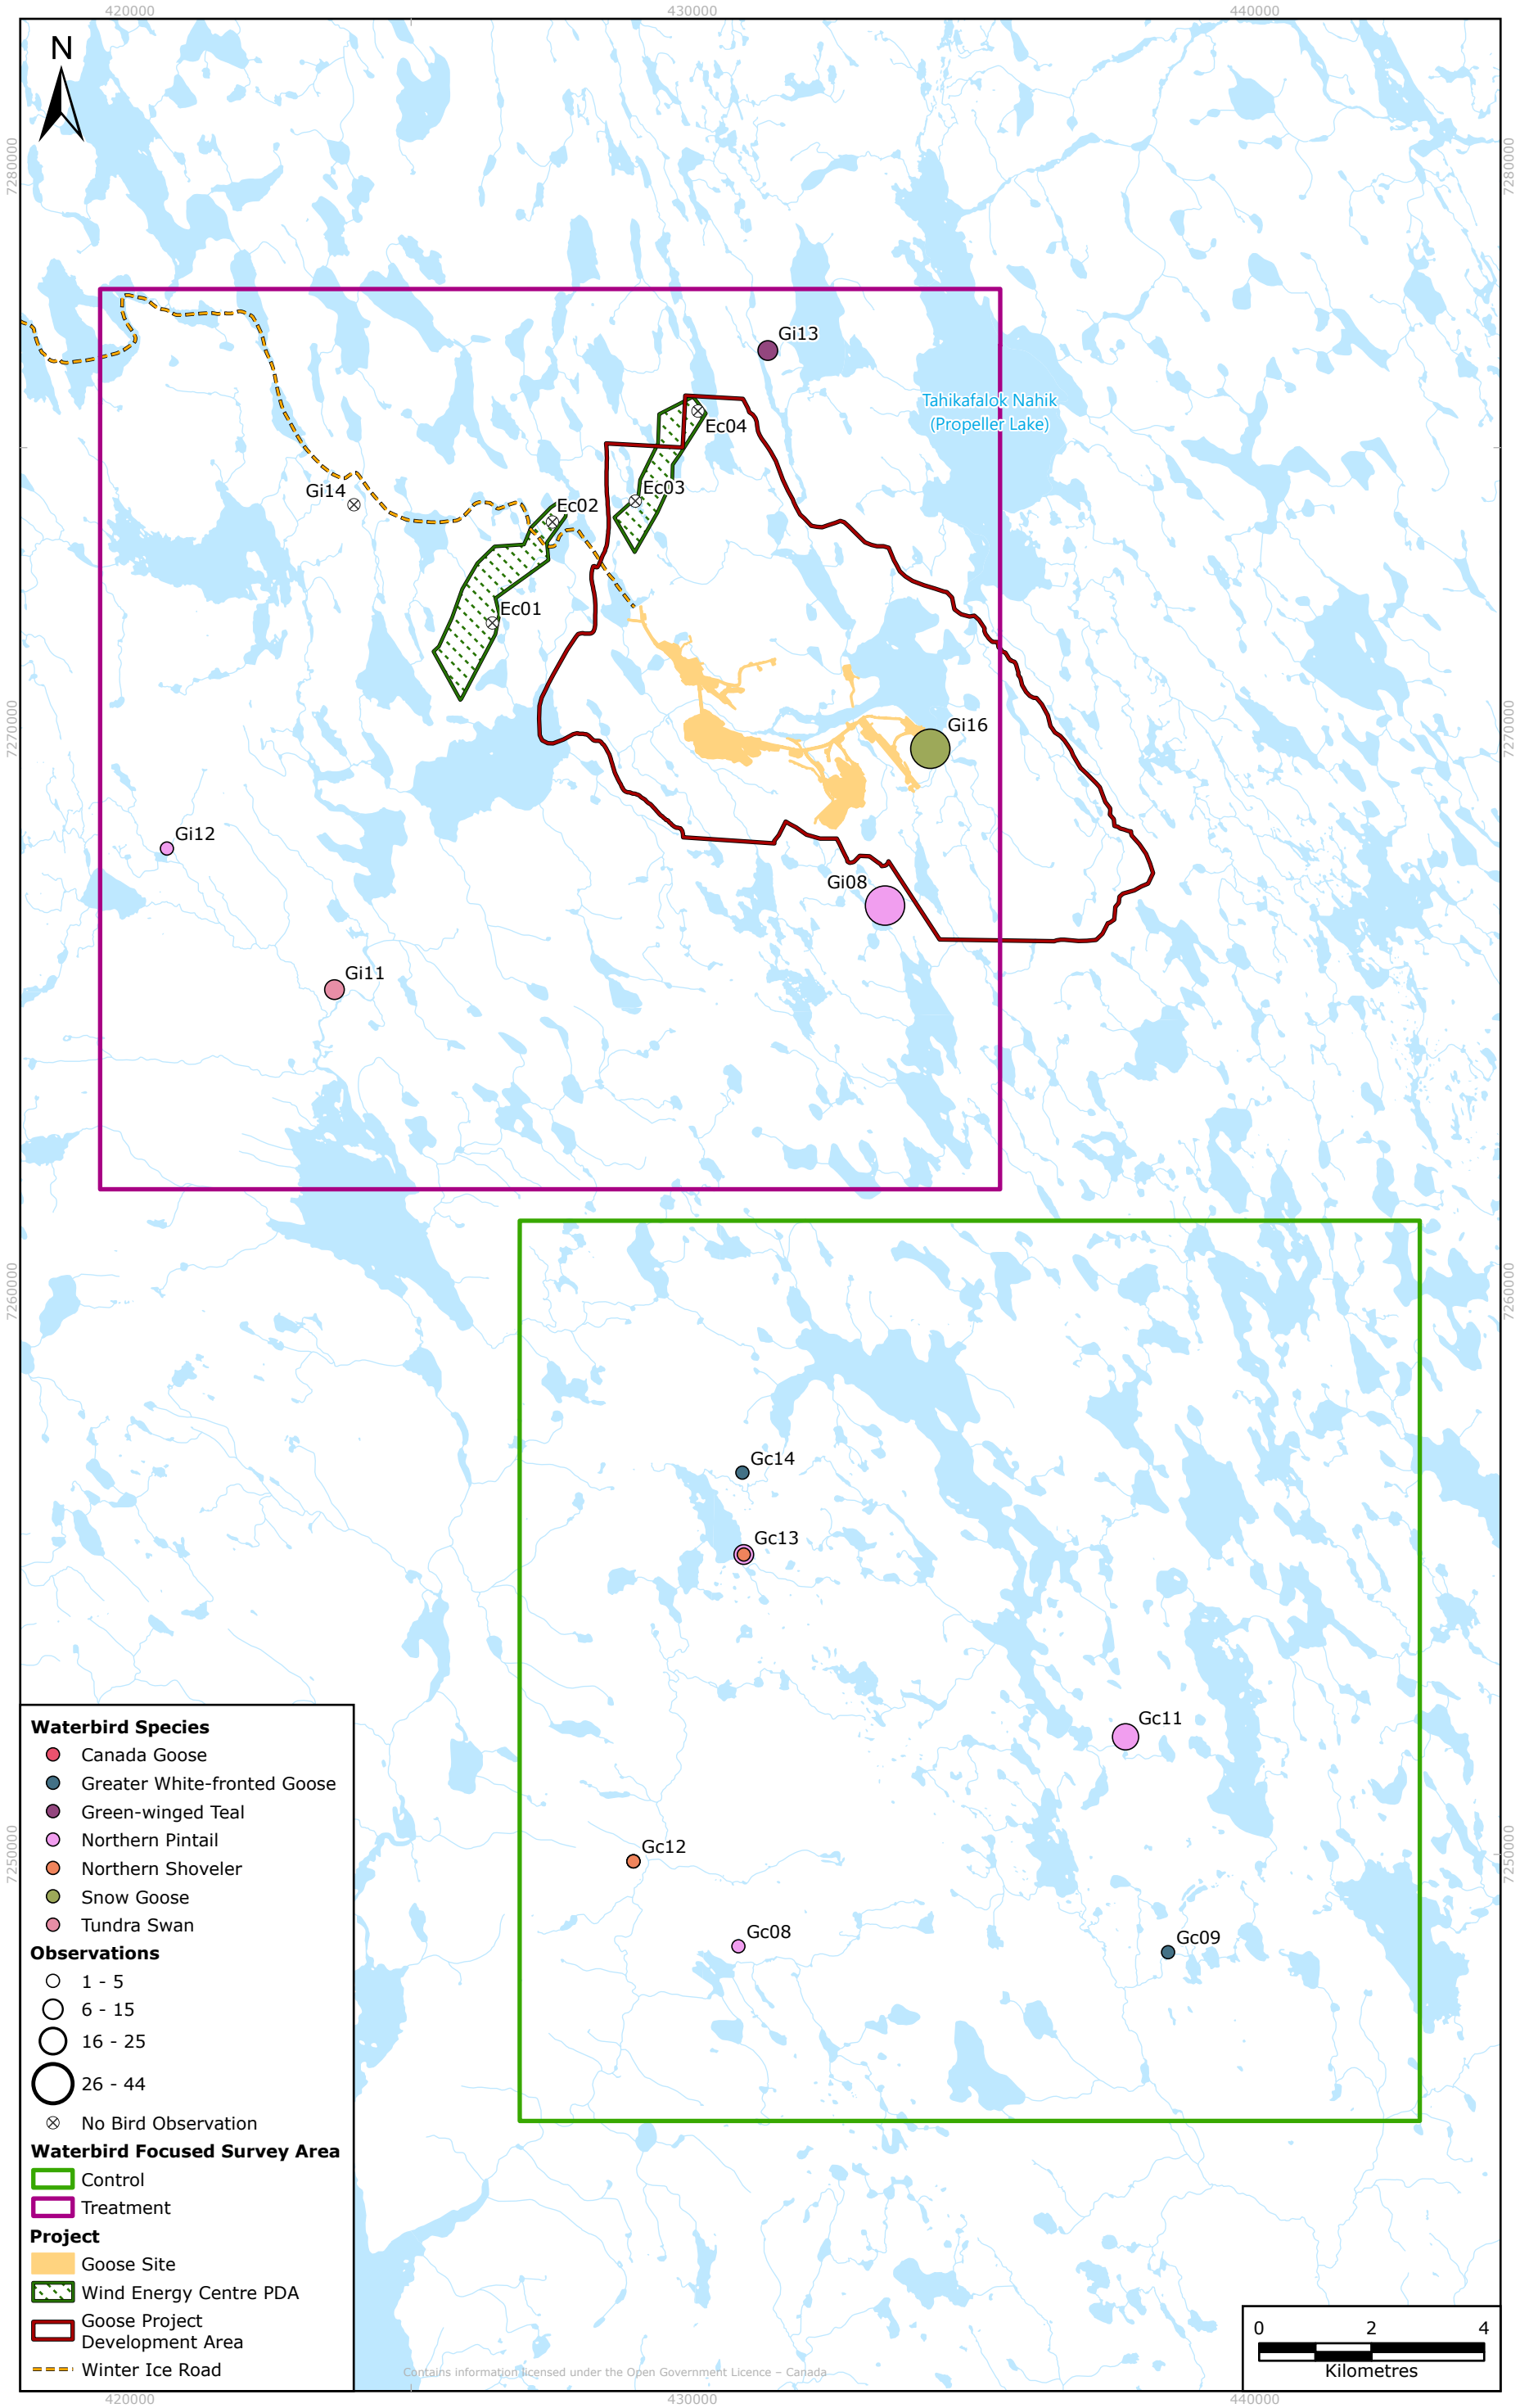 420000
430000
440000
N
7280000
7280000
Gi13
Tahikafalok Nahik
(Propeller Lake)
Ec04
Gi14
Ec03
Ec02
Ec01
7270000
7270000
Gi16
Gi12
Gi08
Gi11
7260000
7260000
Gc14
Gc13
Gc11
Gc12
7250000
7250000
Gc08
Gc09
Waterbird Species
Canada Goose
Greater White-fronted Goose
Green-winged Teal
Northern Pintail
Northern Shoveler
Snow Goose
Tundra Swan
Observations
1 - 5
6 - 15
16 - 25
26 - 44
No Bird Observation
Waterbird Focused Survey Area
Control
Treatment
Project
Goose Site
Wind Energy Centre PDA
Goose Project
Development Area
Winter Ice Road
0 2 4
Kilometres
Contains information licensed under the Open Government Licence – Canada
420000
430000
440000